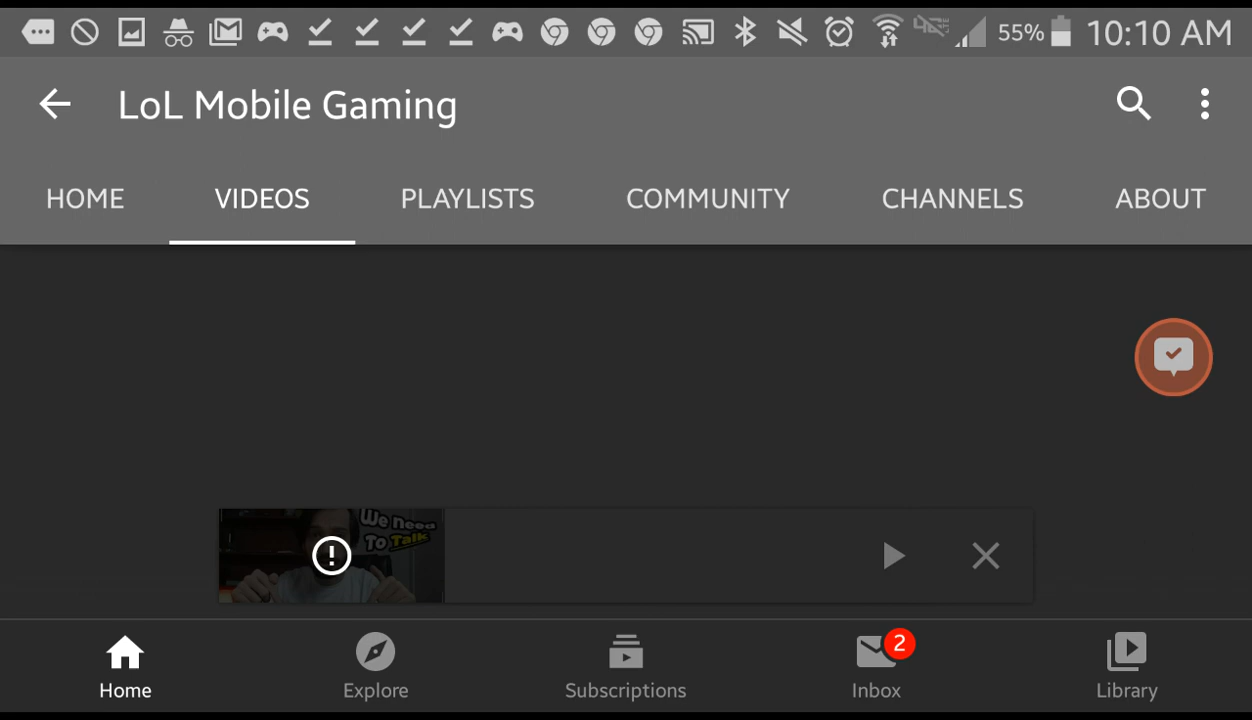 55% 10:10 AM
LoL Mobile Gaming
HOME VIDEOS PLAYLISTS COMMUNITY CHANNELS ABOUT
We Need
To Talk
2
Home Explore Subscriptions Inbox Library